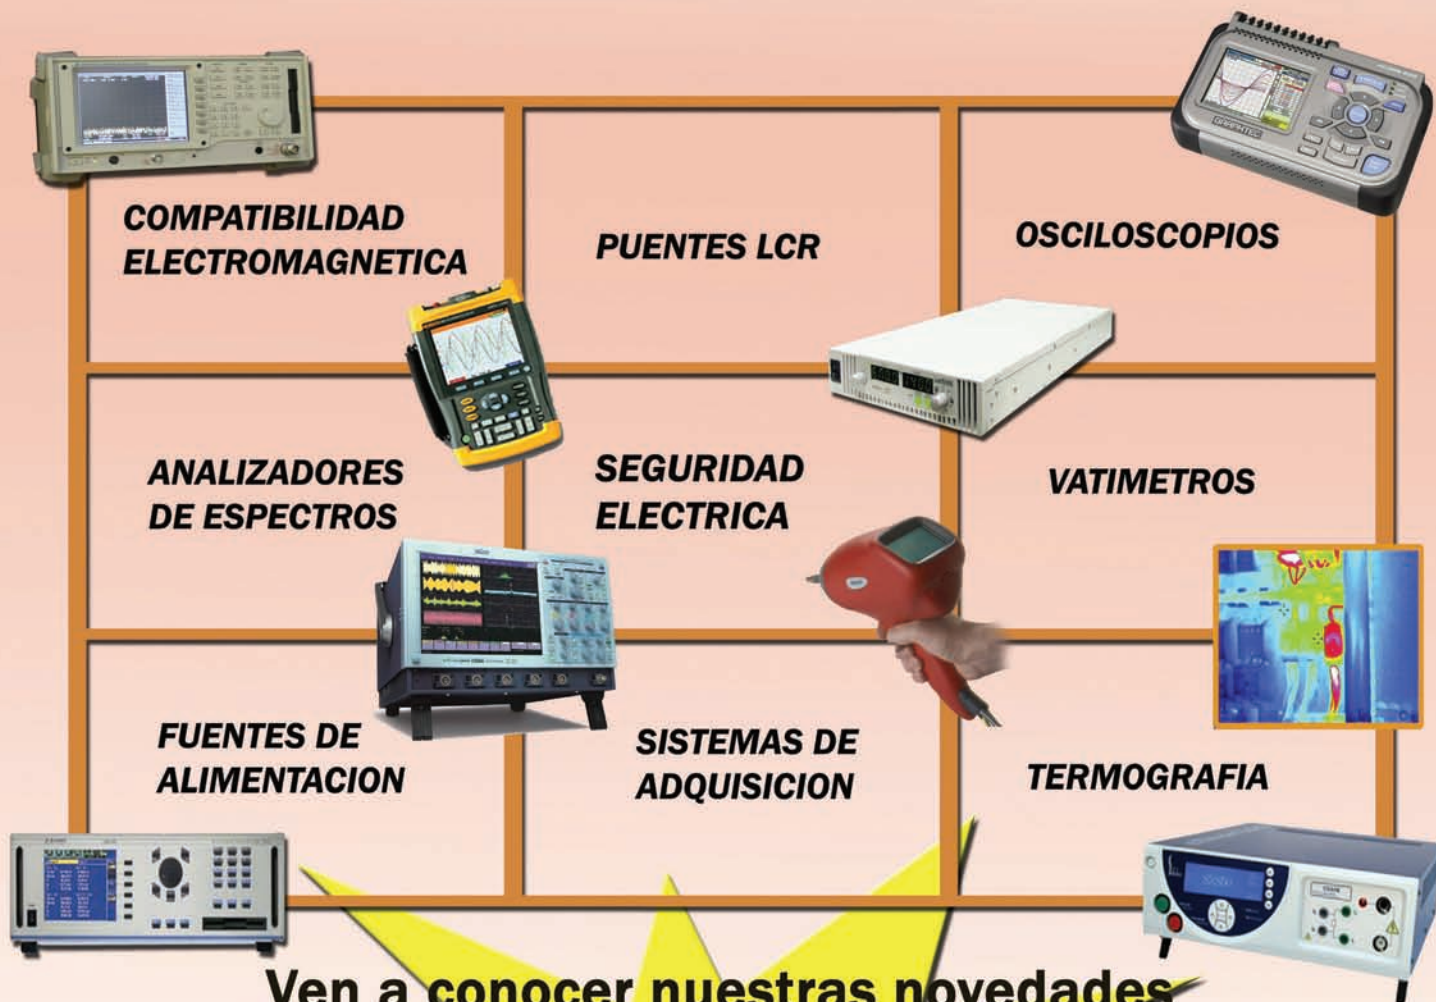 COMPATIBILIDAD
ELECTROMAGNETICA
PUENTES LCR
OSCILOSCOPIOS
GRAPHTEC
ANALIZADORES
DE ESPECTROS
SEGURIDAD
ELECTRICA
VATIMETROS
FUENTES DE
ALIMENTACION
SISTEMAS DE
ADQUISICION
TERMOGRAFIA
Ven a conocer nuestras novedades